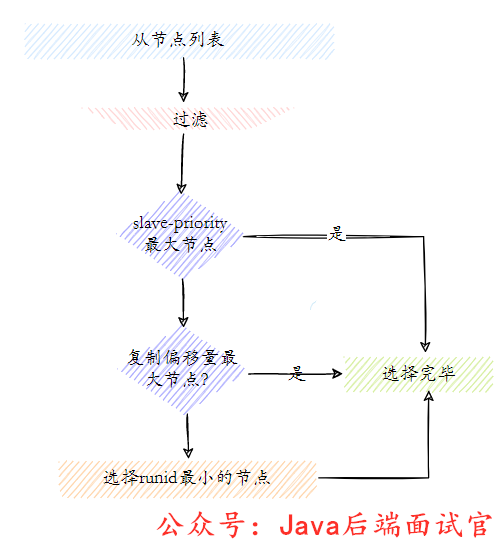 从节点列表
过滤
slave-priority
最大节点
是
复制偏移量最
大节点?
是
选择完毕
选择runid最小的节点
公众号：Java后端面试官